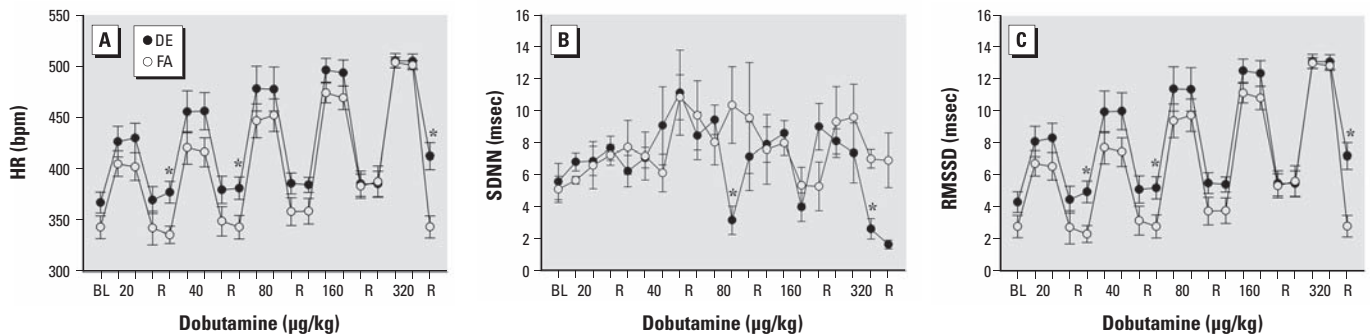 A
DE
FA
HR (bpm)
550
500
450
400
350
300
* * *
BL 20 R 40 R 80 R 160 R 320 R
Dobutamine (µg/kg)
B
SDNN (msec)
16
14
12
10
8
6
4
2
0
* *
BL 20 R 40 R 80 R 160 R 320 R
Dobutamine (µg/kg)
C
RMSSD (msec)
16
14
12
10
8
6
4
2
0
* * *
BL 20 R 40 R 80 R 160 R 320 R
Dobutamine (µg/kg)